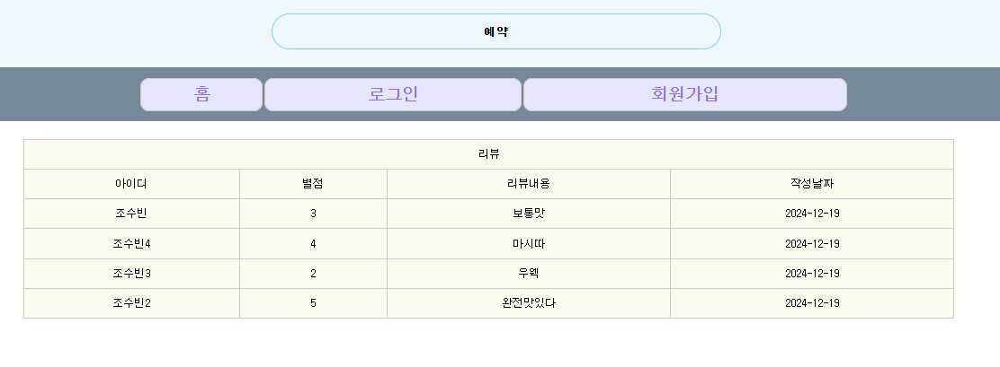 예약
홈 로그인 회원가입
리뷰
아이디 별점 리뷰내용 작성날짜
조수빈 3 보통맛 2024-12-19
조수빈4 4 마시따 2024-12-19
조수빈3 2 우웩 2024-12-19
조수빈2 5 완전맛있다 2024-12-19